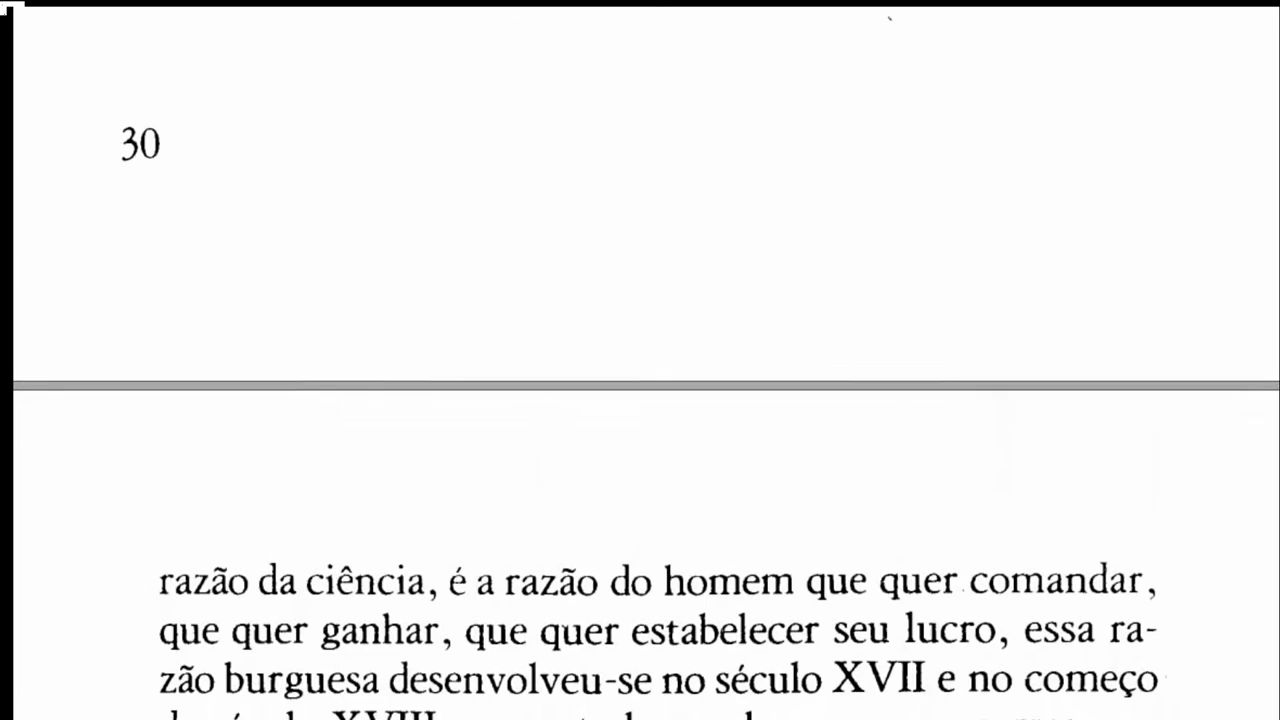 30
razão da ciência, é a razão do homem que quer comandar,
que quer ganhar, que quer estabelecer seu lucro, essa ra-
zão burguesa desenvolveu-se no século XVII e no começo
XVIII